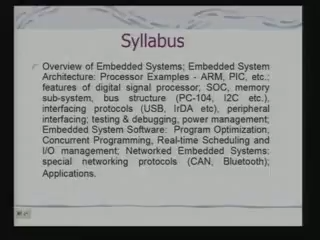 Syllabus
Overview of Embedded Systems; Embedded System
Architecture: Processor Examples - ARM, PIC, etc.;
features of digital signal processor; SOC, memory
sub-system, bus structure (PC-104, I2C etc.),
interfacing protocols (USB, IrDA etc), peripheral
interfacing; testing & debugging, power management;
Embedded System Software: Program Optimization,
Concurrent Programming, Real-time Scheduling and
I/O management; Networked Embedded Systems:
special networking protocols (CAN, Bluetooth);
Applications.